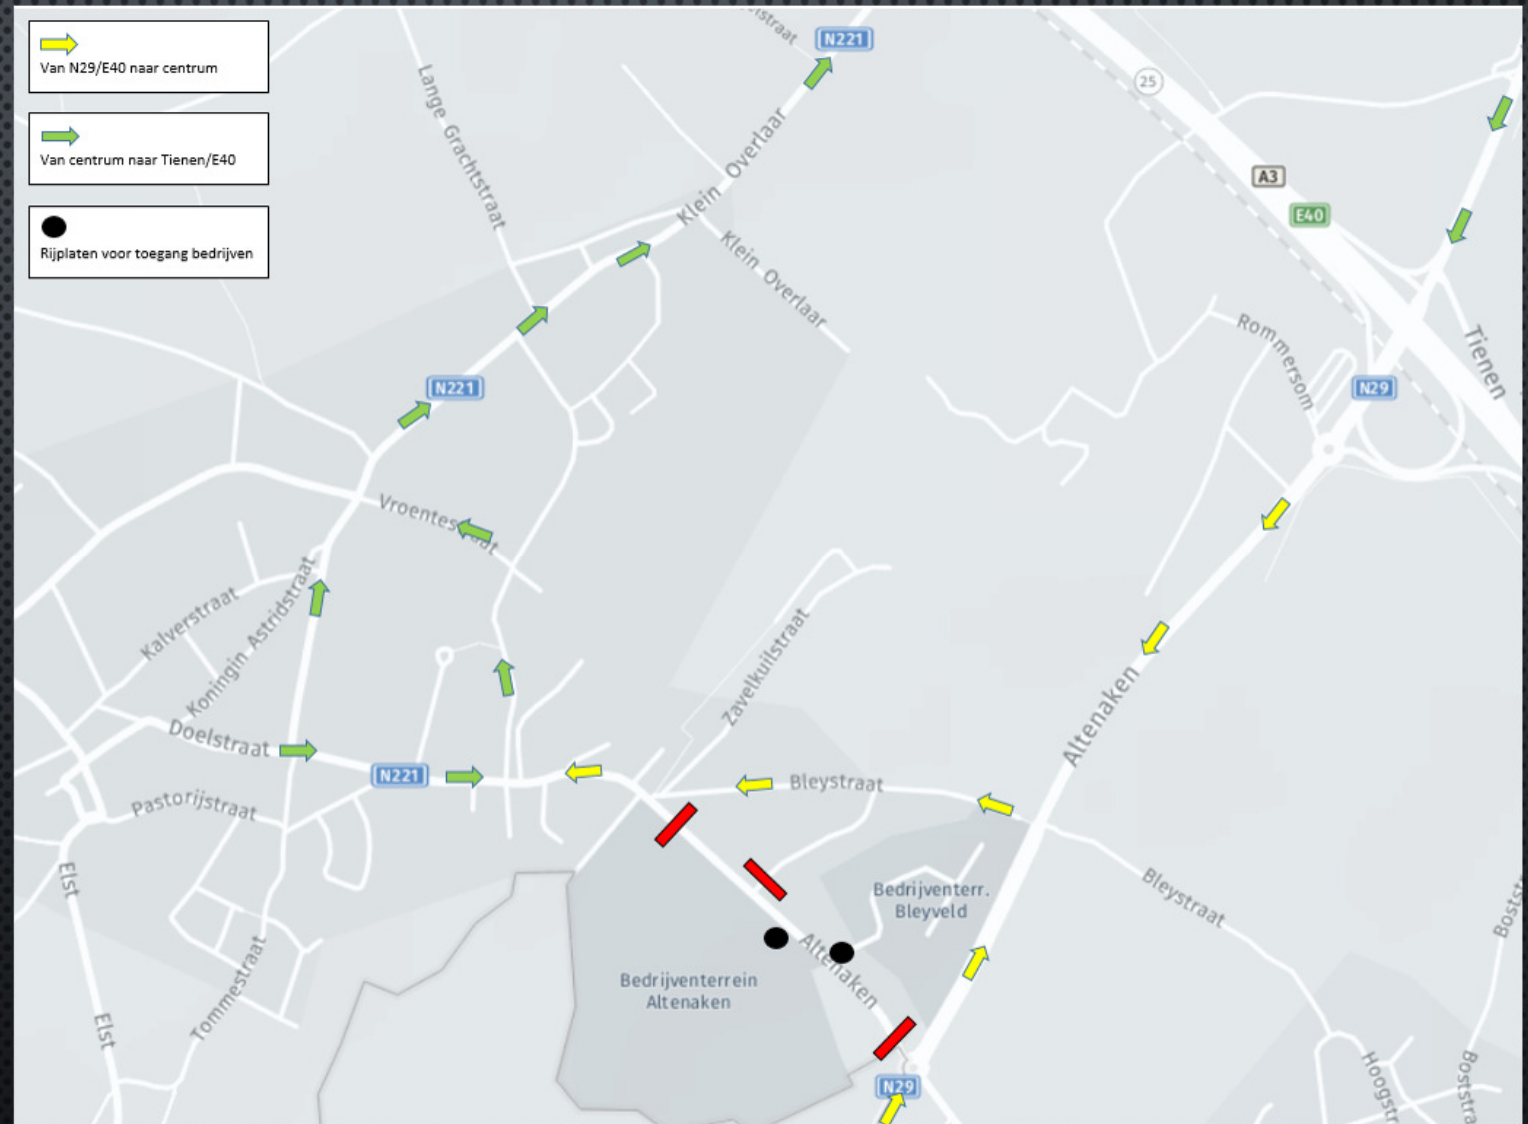 Van N29/E40 naar centrum
Van centrum naar Tienen/E40
Rijplaten voor toegang bedrijven
N221
25
Lange Grachtstraat
Klein Overlaar
A3
E40
Klein Overlaar
Rommersom
Tienen
N221
N29
Vroentestraat
Kalverstraat
Koningin Astridstraat
Zavelkuilstraat
Altenaken
Doelstraat
N221
Bleystraat
Pastorijstraat
Elst
Bedrijventerr.
Bleyveld
Bleystraat
Altenaken
Bedrijventerrein
Altenaken
Tommestraat
Elst
N29